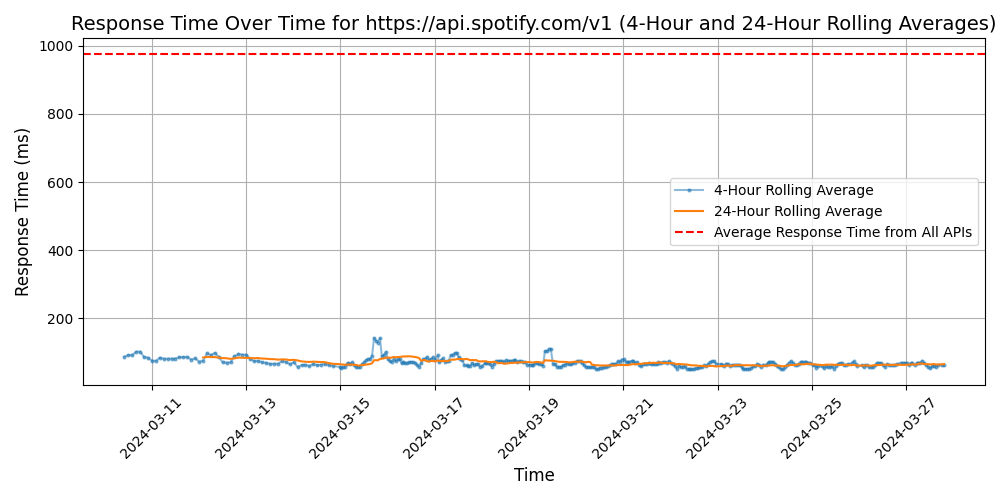 Response Time Over Time for https://api.spotify.com/v1 (4-Hour and 24-Hour Rolling Averages)
Response Time (ms)
1000
800
600
400
200
4-Hour Rolling Average
24-Hour Rolling Average
Average Response Time from All APIs
2024-03-11
2024-03-13
2024-03-15
2024-03-17
2024-03-19
2024-03-21
2024-03-23
2024-03-25
2024-03-27
Time